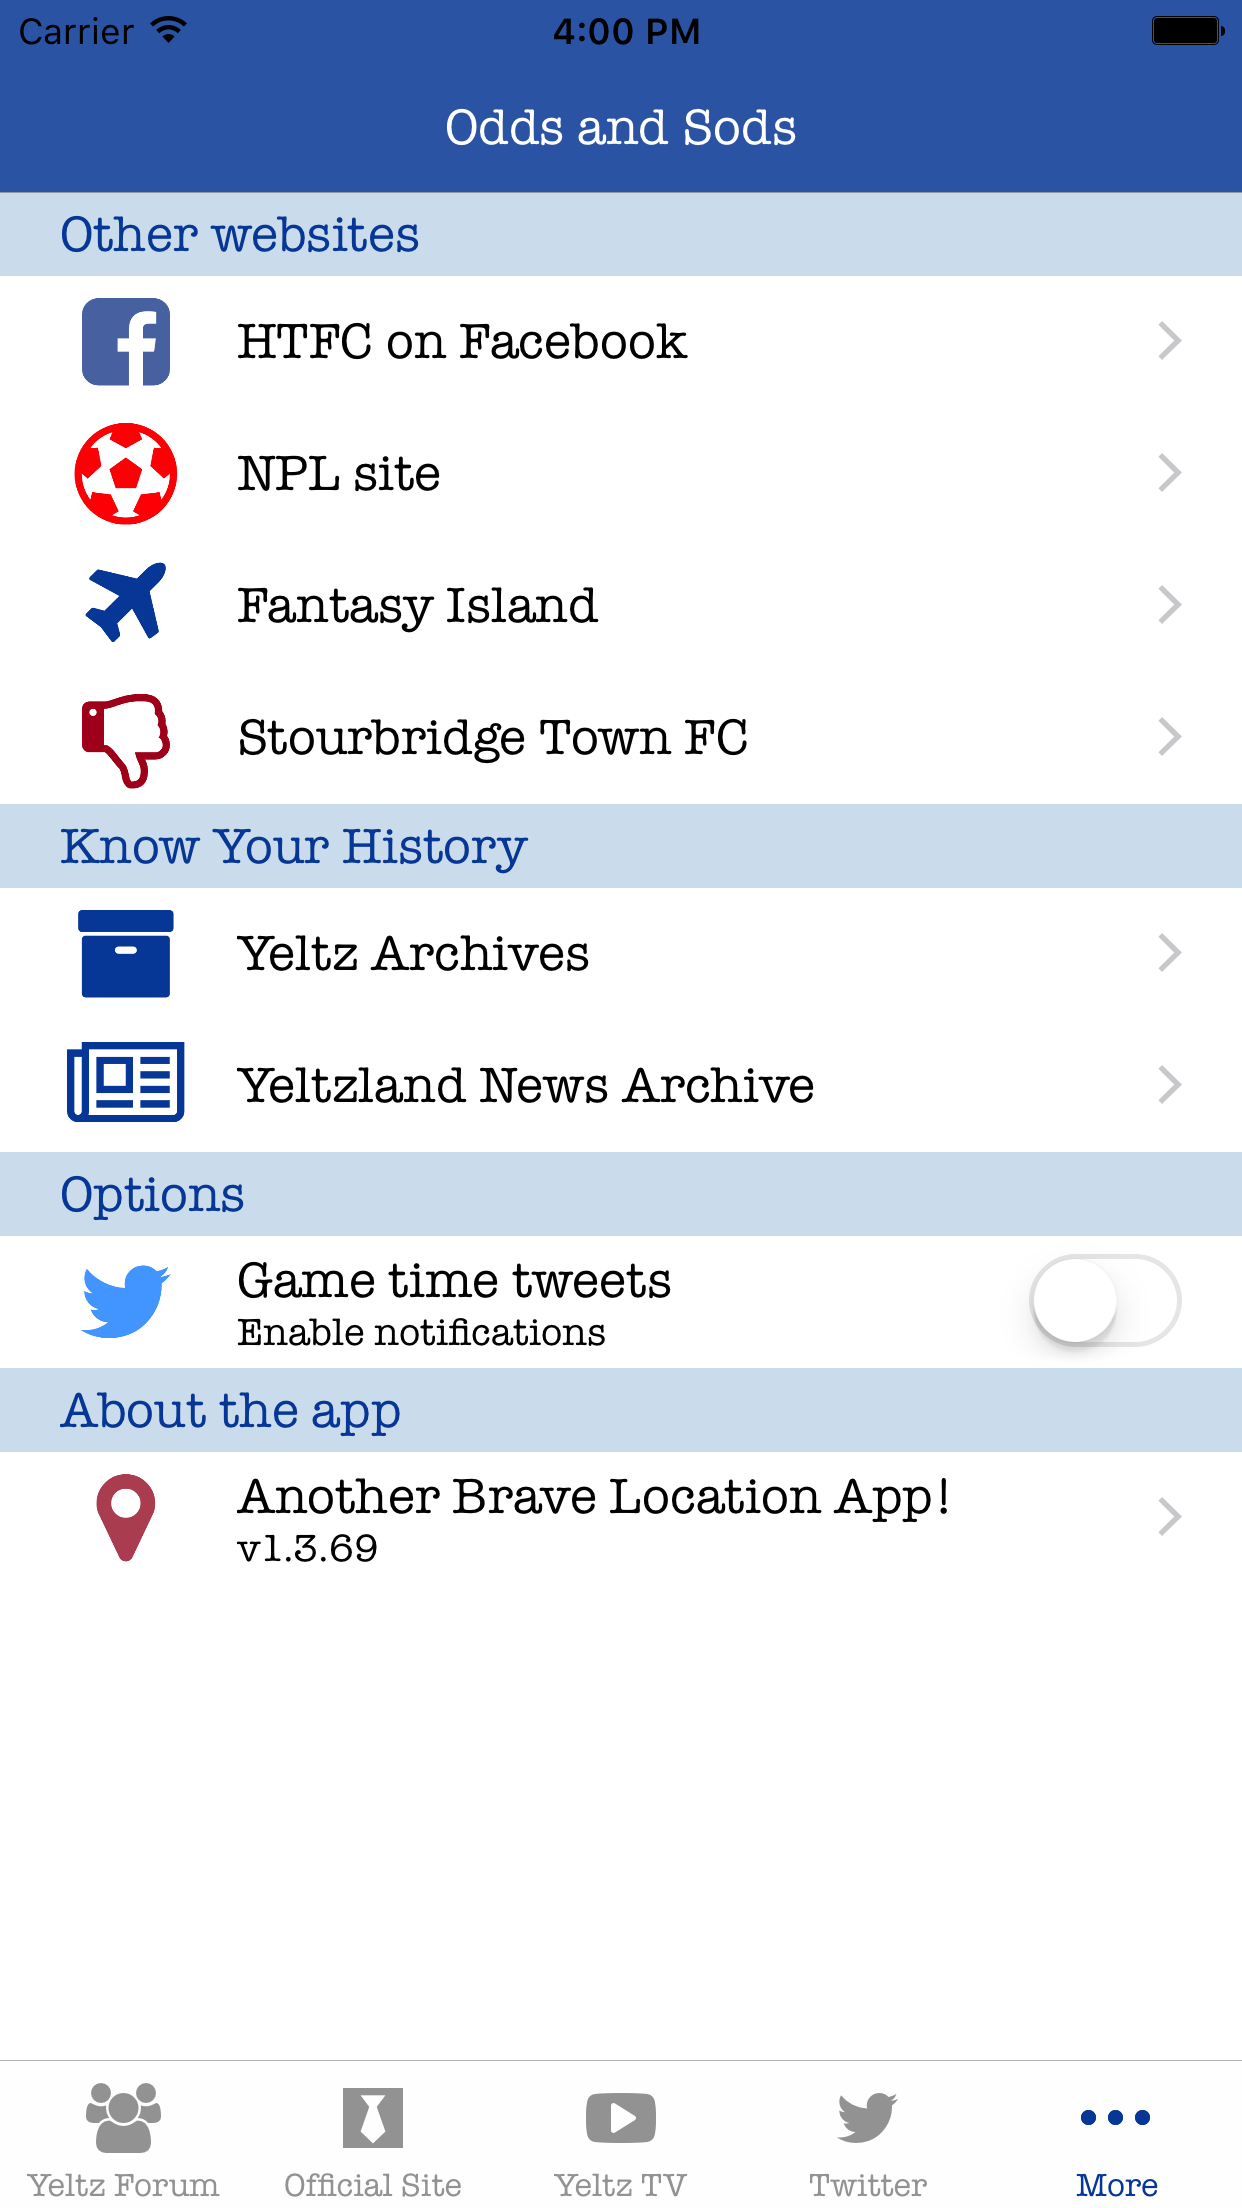 Carrier
4:00 PM
Odds and Sods
Other websites
HTFC on Facebook
NPL site
Fantasy Island
Stourbridge Town FC
Know Your History
Yeltz Archives
Yeltzland News Archive
Options
Game time tweets
Enable notifications
About the app
Another Brave Location App!
v1.3.69
Yeltz Forum
Official Site
Yeltz TV
Twitter
More